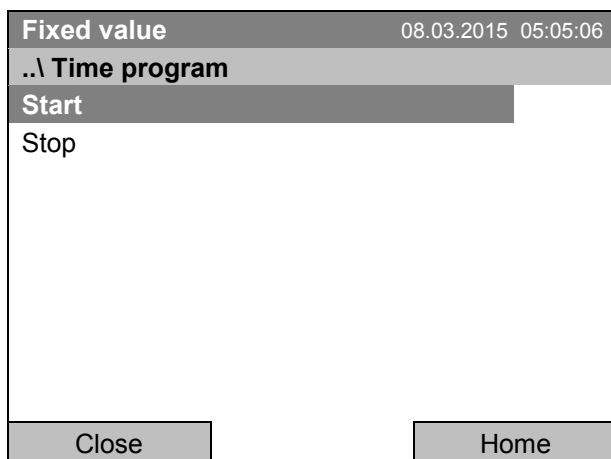 Fixed value 08.03.2015 05:05:06
..\ Time program
Start
Stop
Close Home